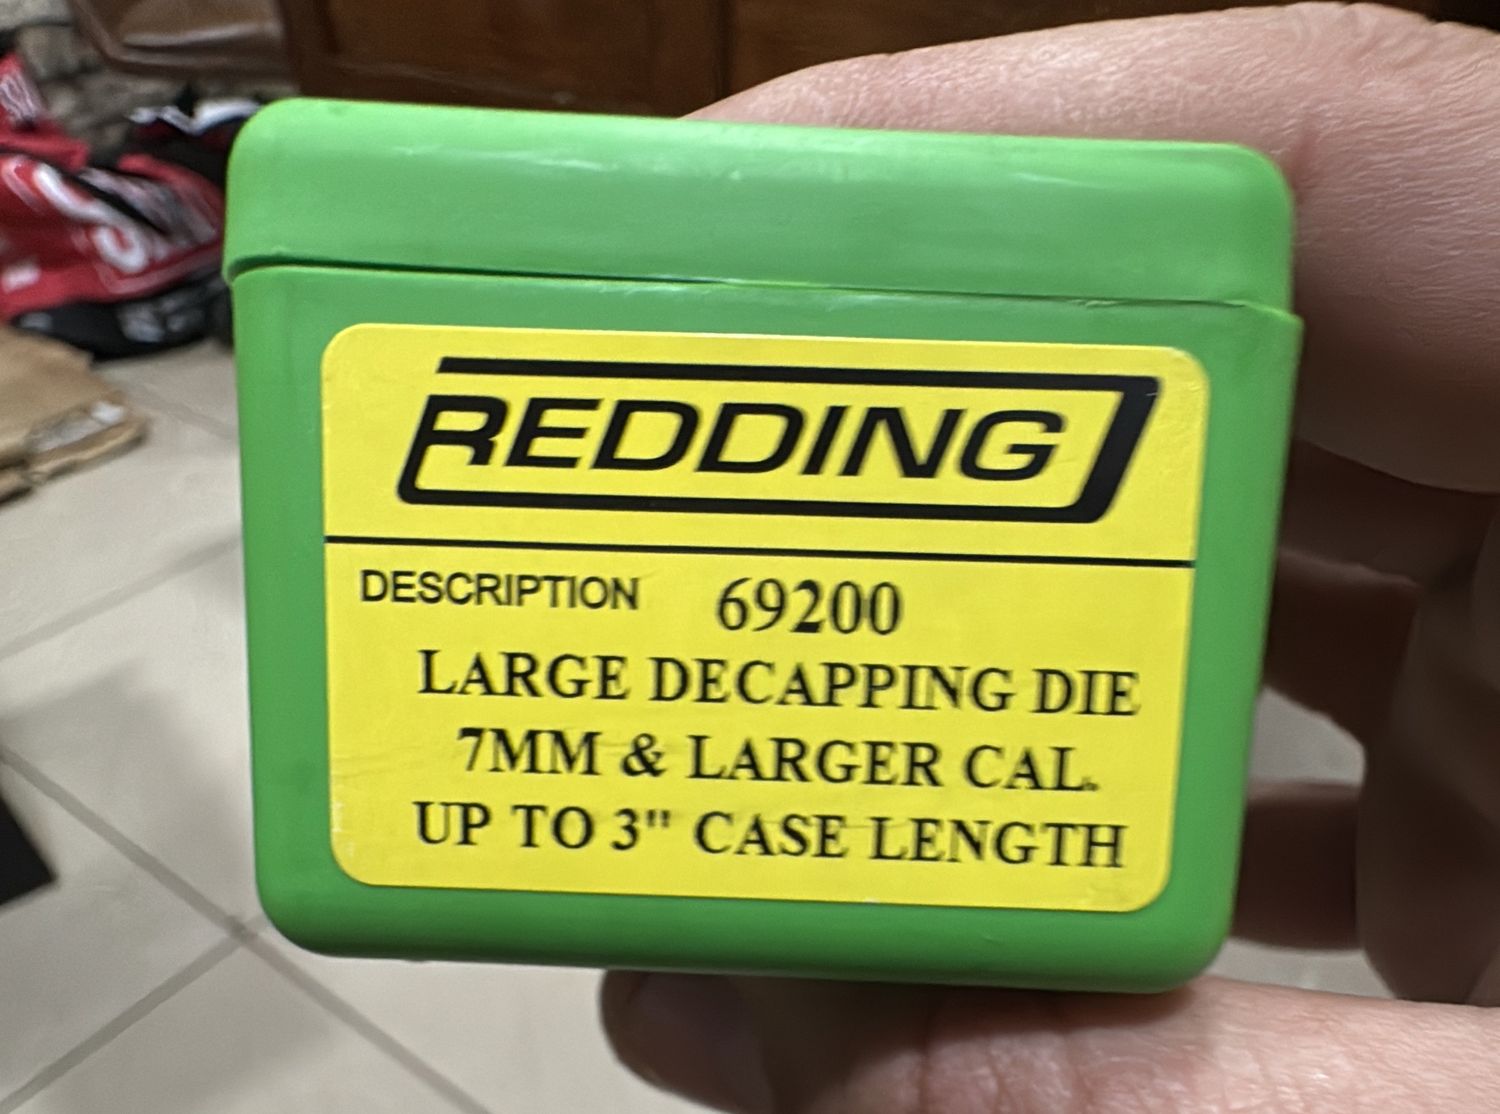 REDDING
DESCRIPTION 69200
LARGE DECAPPING DIE
7MM & LARGER CAL.
UP TO 3" CASE LENGTH